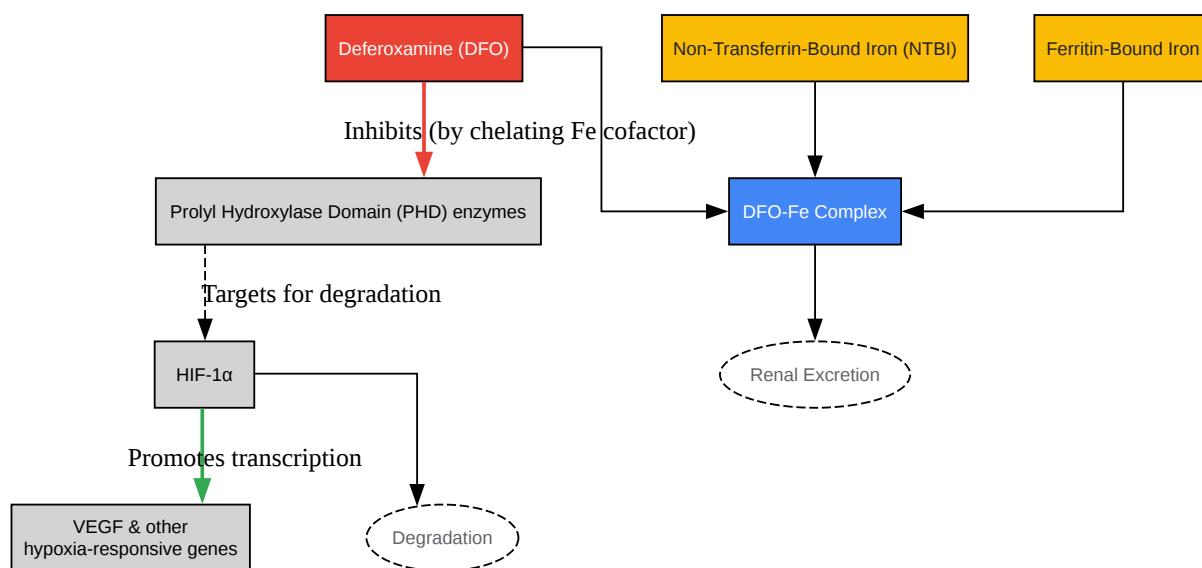 Deferoxamine (DFO)
Non-Transferrin-Bound Iron (NTBI)
Ferritin-Bound Iron
Inhibits (by chelating Fe cofactor)
Prolyl Hydroxylase Domain (PHD) enzymes
DFO-Fe Complex
Targets for degradation
HIF-1α
Renal Excretion
Promotes transcription
VEGF & other
hypoxia-responsive genes
Degradation